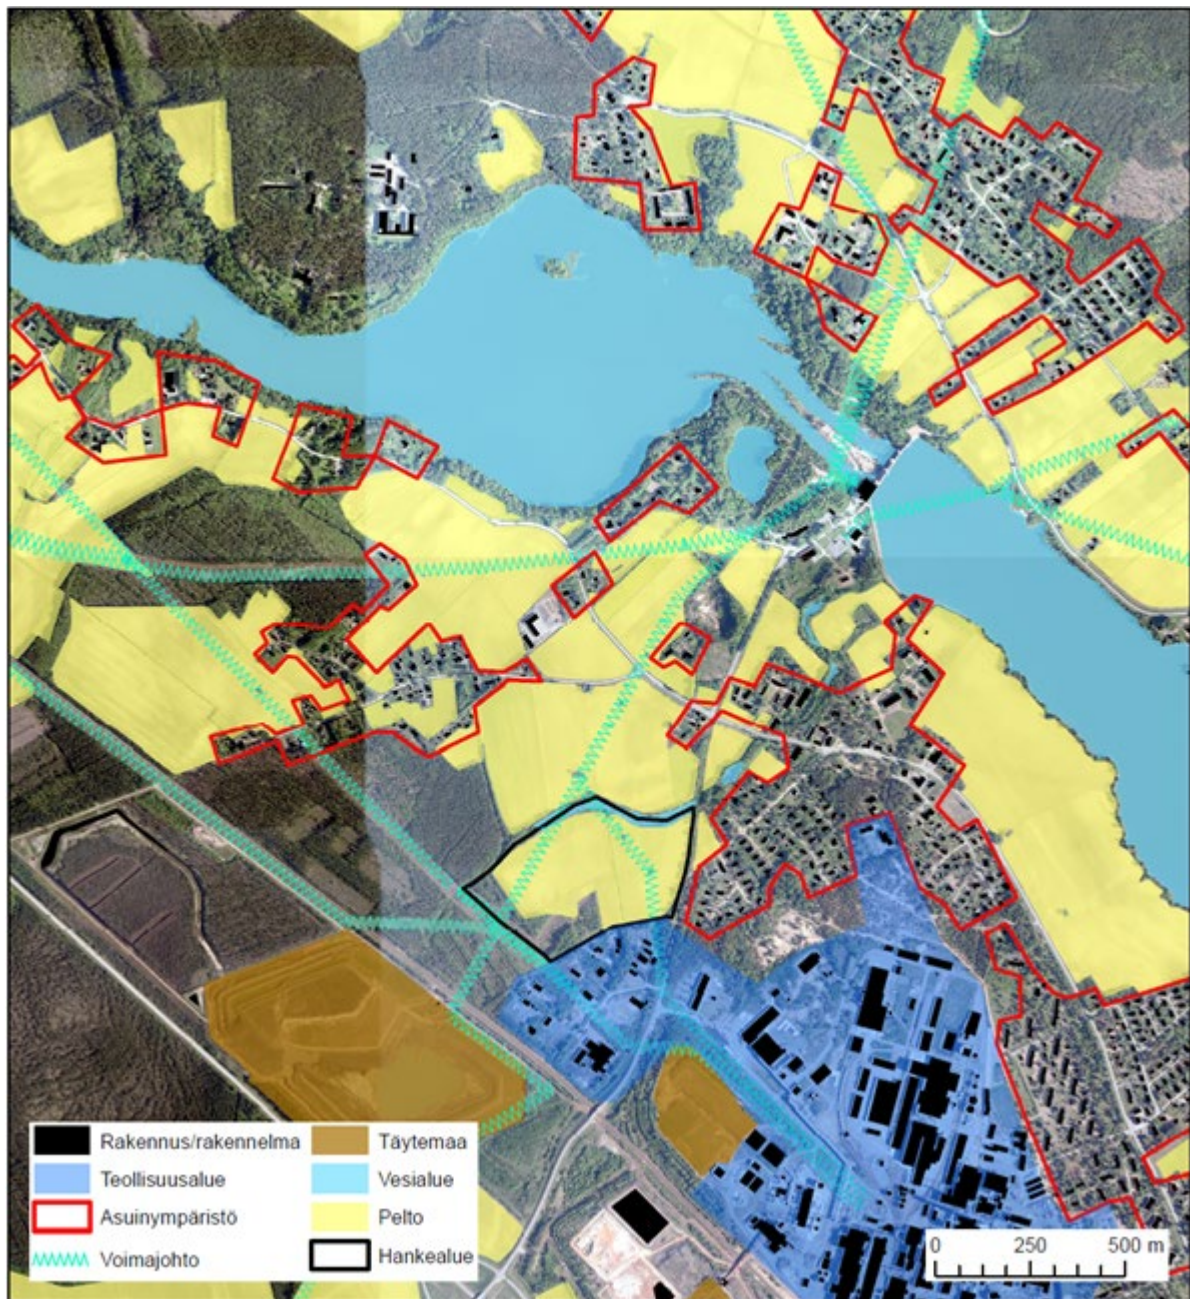 Rakennus/rakennelma
Teollisuusalue
Asuinympäristö
Voimajohto
Täytemaa
Vesialue
Pelto
Hankealue
0 250 500 m